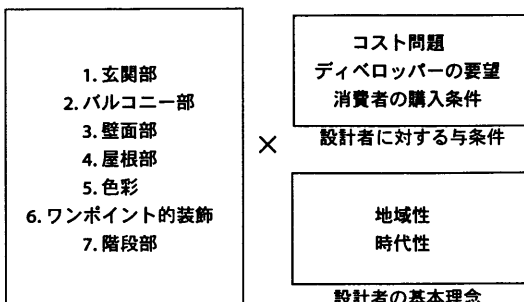 1. 玄関部
2. バルコニー部
3. 壁面部
4. 屋根部
5. 色彩
6. ワンポイント的装飾
7. 階段部
×
コスト問題
ディベロッパーの要望
消費者の購入条件
設計者に対する与条件
地域性
時代性
設計者の基本理念